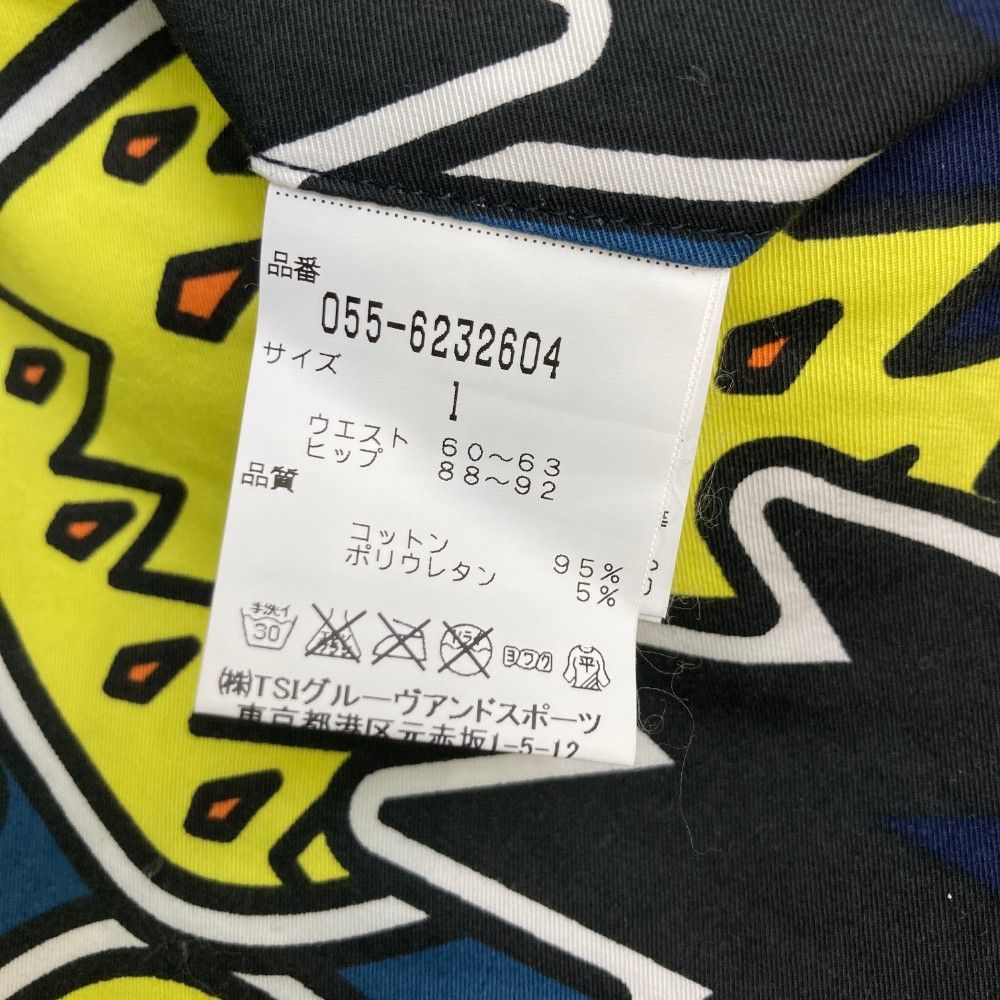 品番
055-6232604
サイズ
1
ウエスト 60～63
ヒップ 88～92
品質
コットン 95%
ポリウレタン 5%
手洗イ
30
ヨワク
平
㈱TSIグルーヴアンドスポーツ
東京都港区元赤坂1-5-12